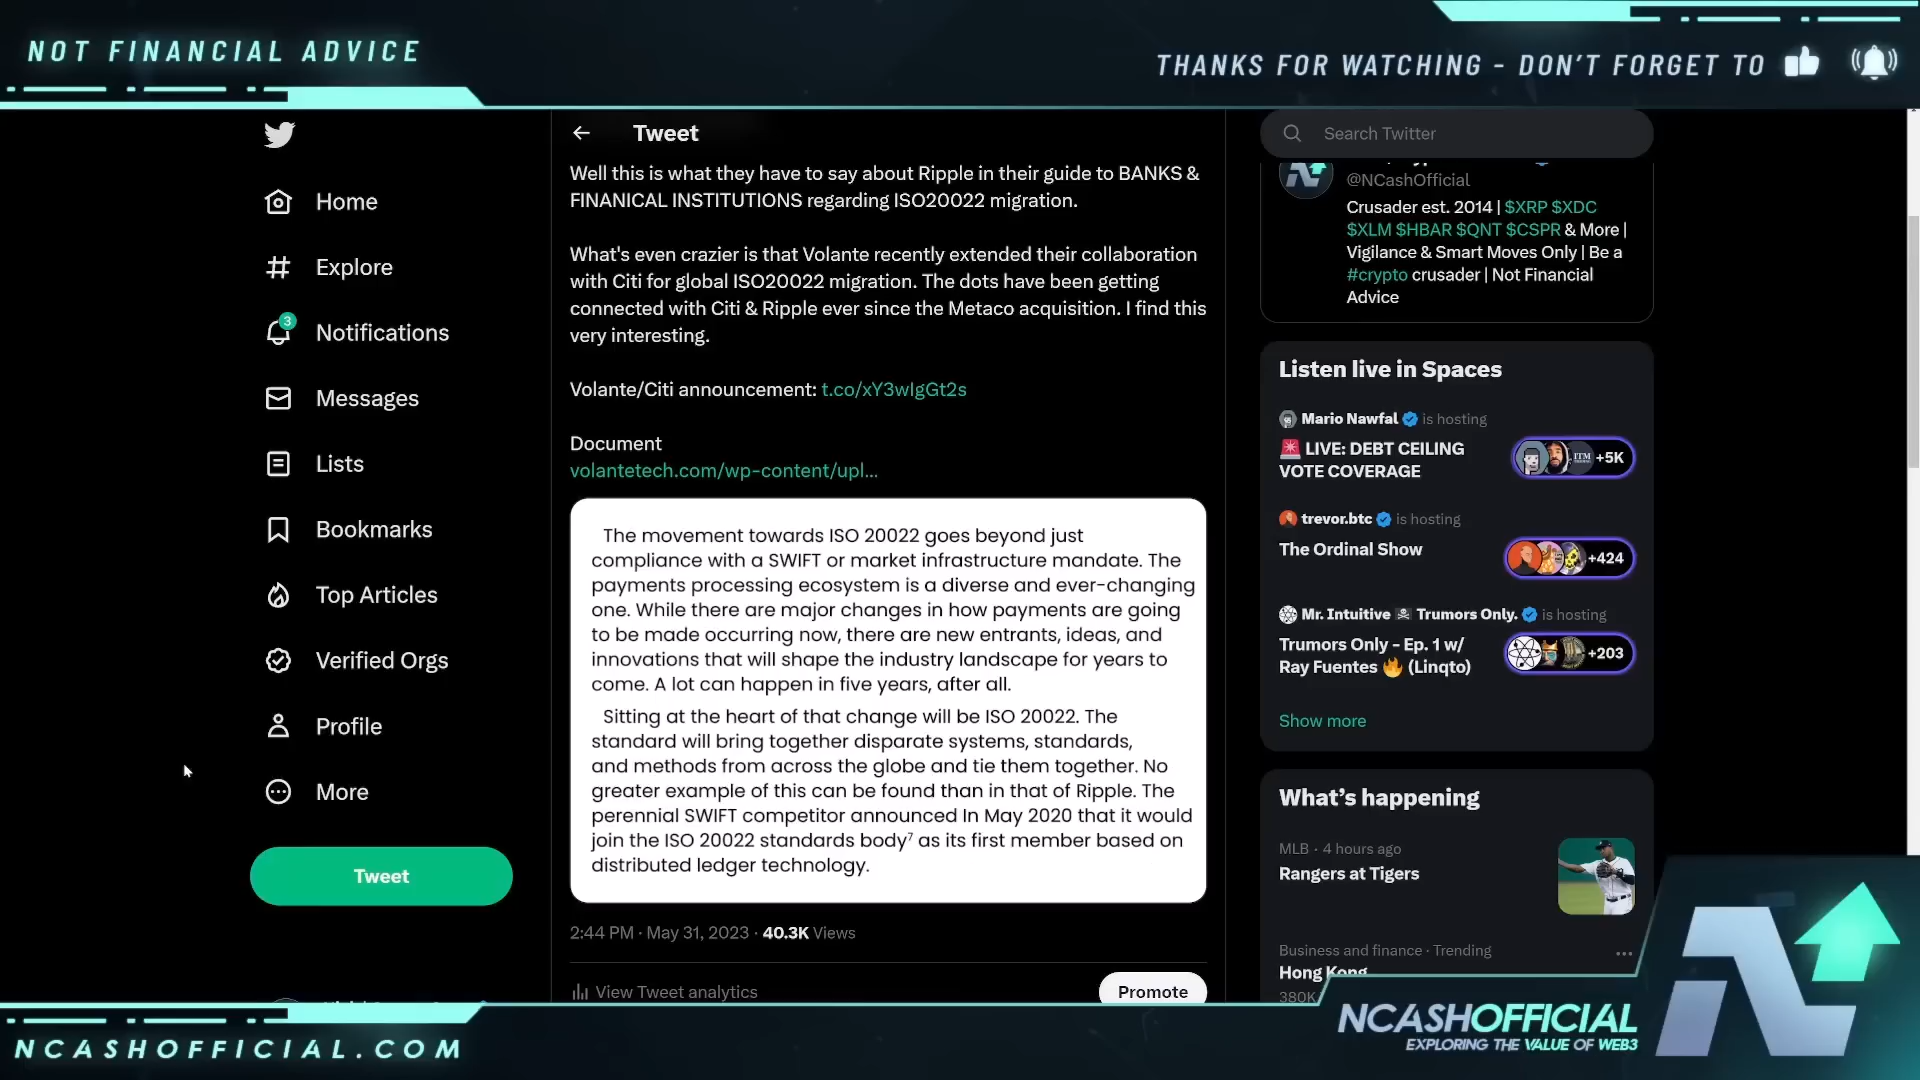 NOT FINANCIAL ADVICE
THANKS FOR WATCHING - DON'T FORGET TO
Home
Explore
3
Notifications
Messages
Lists
Bookmarks
Top Articles
Verified Orgs
Profile
More
Tweet
Tweet
Well this is what they have to say about Ripple in their guide to BANKS &
FINANICAL INSTITUTIONS regarding ISO20022 migration.
What's even crazier is that Volante recently extended their collaboration
with Citi for global ISO20022 migration. The dots have been getting
connected with Citi & Ripple ever since the Metaco acquisition. I find this
very interesting.
Volante/Citi announcement: t.co/xY3wIgGt2s
Document
volantetech.com/wp-content/upl...
The movement towards ISO 20022 goes beyond just
compliance with a SWIFT or market infrastructure mandate. The
payments processing ecosystem is a diverse and ever-changing
one. While there are major changes in how payments are going
to be made occurring now, there are new entrants, ideas, and
innovations that will shape the industry landscape for years to
come. A lot can happen in five years, after all.
Sitting at the heart of that change will be ISO 20022. The
standard will bring together disparate systems, standards,
and methods from across the globe and tie them together. No
greater example of this can be found than in that of Ripple. The
perennial SWIFT competitor announced In May 2020 that it would
join the ISO 20022 standards body⁷ as its first member based on
distributed ledger technology.
2:44 PM · May 31, 2023 · 40.3K Views
View Tweet analytics
Promote
Search Twitter
@NCashOfficial
Crusader est. 2014 | $XRP $XDC
$XLM $HBAR $QNT $CSPR & More |
Vigilance & Smart Moves Only | Be a
#crypto crusader | Not Financial
Advice
Listen live in Spaces
Mario Nawfal is hosting
LIVE: DEBT CEILING
VOTE COVERAGE
ITM
+5K
trevor.btc is hosting
The Ordinal Show
+424
Mr. Intuitive Trumors Only. is hosting
Trumors Only - Ep. 1 w/
Ray Fuentes 🔥 (Linqto)
+203
Show more
What's happening
MLB · 4 hours ago
Rangers at Tigers
Business and finance · Trending
Hong Kong
380K
NCASHOFFICIAL
EXPLORING THE VALUE OF WEB3
NCASHOFFICIAL.COM